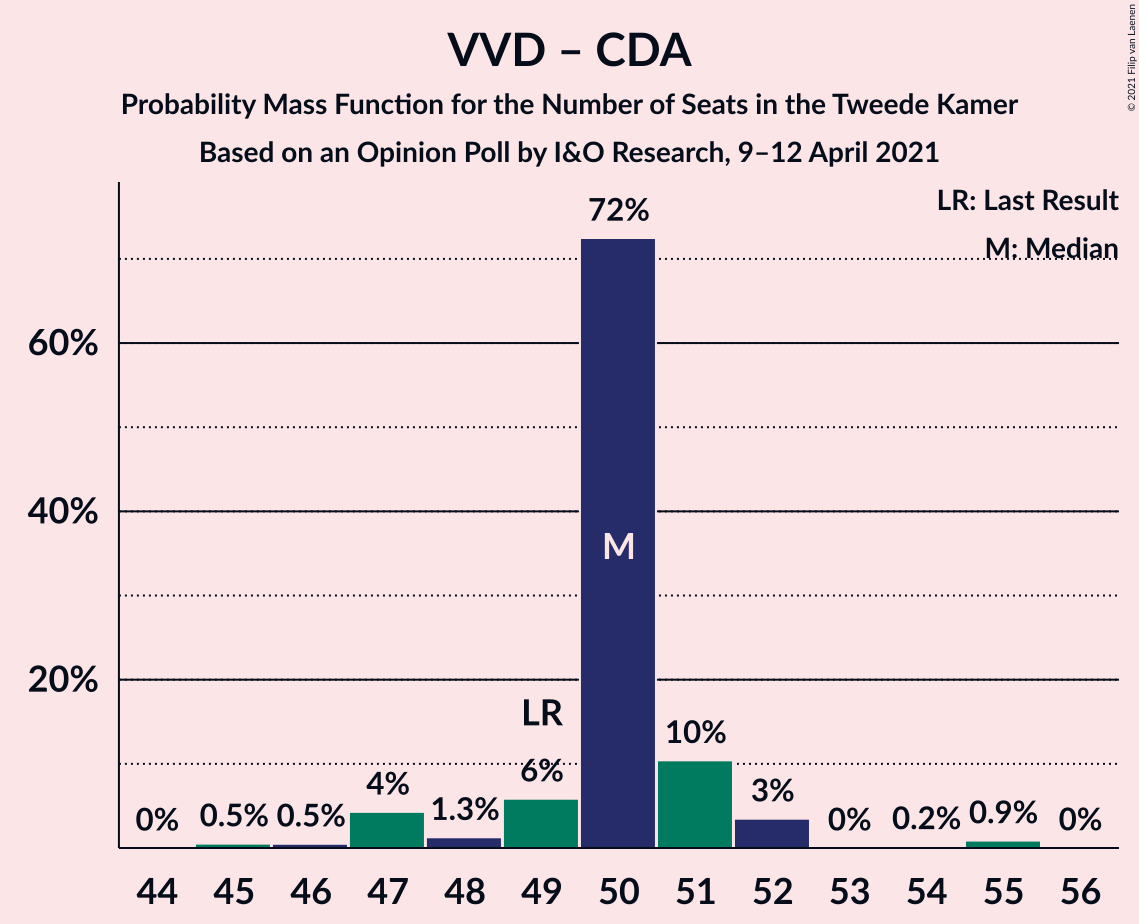 VVD – CDA
Probability Mass Function for the Number of Seats in the Tweede Kamer
Based on an Opinion Poll by I&O Research, 9–12 April 2021
© 2021 Filip van Laenen
LR: Last Result
M: Median
72%
60%
40%
M
20%
LR
10%
6%
4%
3%
1.3%
0% 0.5% 0.5% 0% 0.2% 0.9% 0%
44 45 46 47 48 49 50 51 52 53 54 55 56